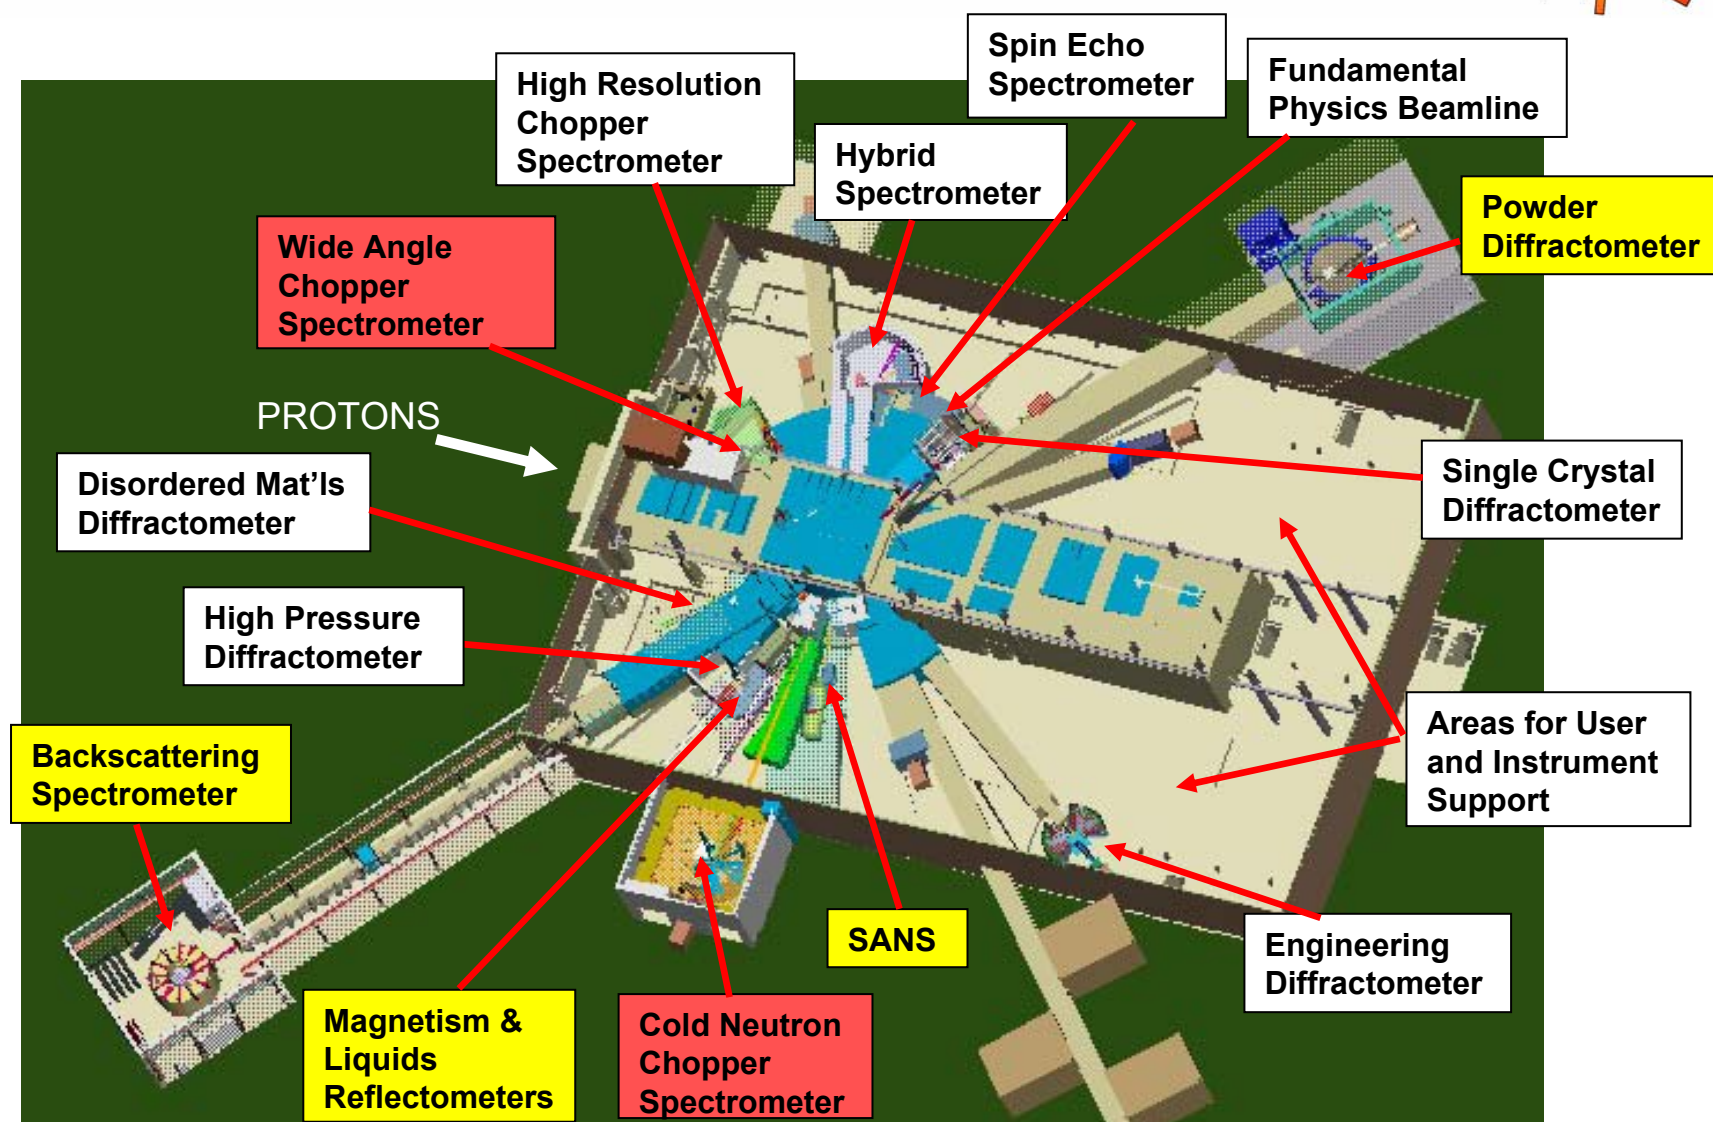 Spin Echo
Spectrometer
Fundamental
Physics Beamline
High Resolution
Chopper
Spectrometer
Hybrid
Spectrometer
Powder
Diffractometer
Wide Angle
Chopper
Spectrometer
PROTONS
Disordered Mat'ls
Diffractometer
Single Crystal
Diffractometer
High Pressure
Diffractometer
Areas for User
and Instrument
Support
Backscattering
Spectrometer
SANS
Engineering
Diffractometer
Magnetism &
Liquids
Reflectometers
Cold Neutron
Chopper
Spectrometer